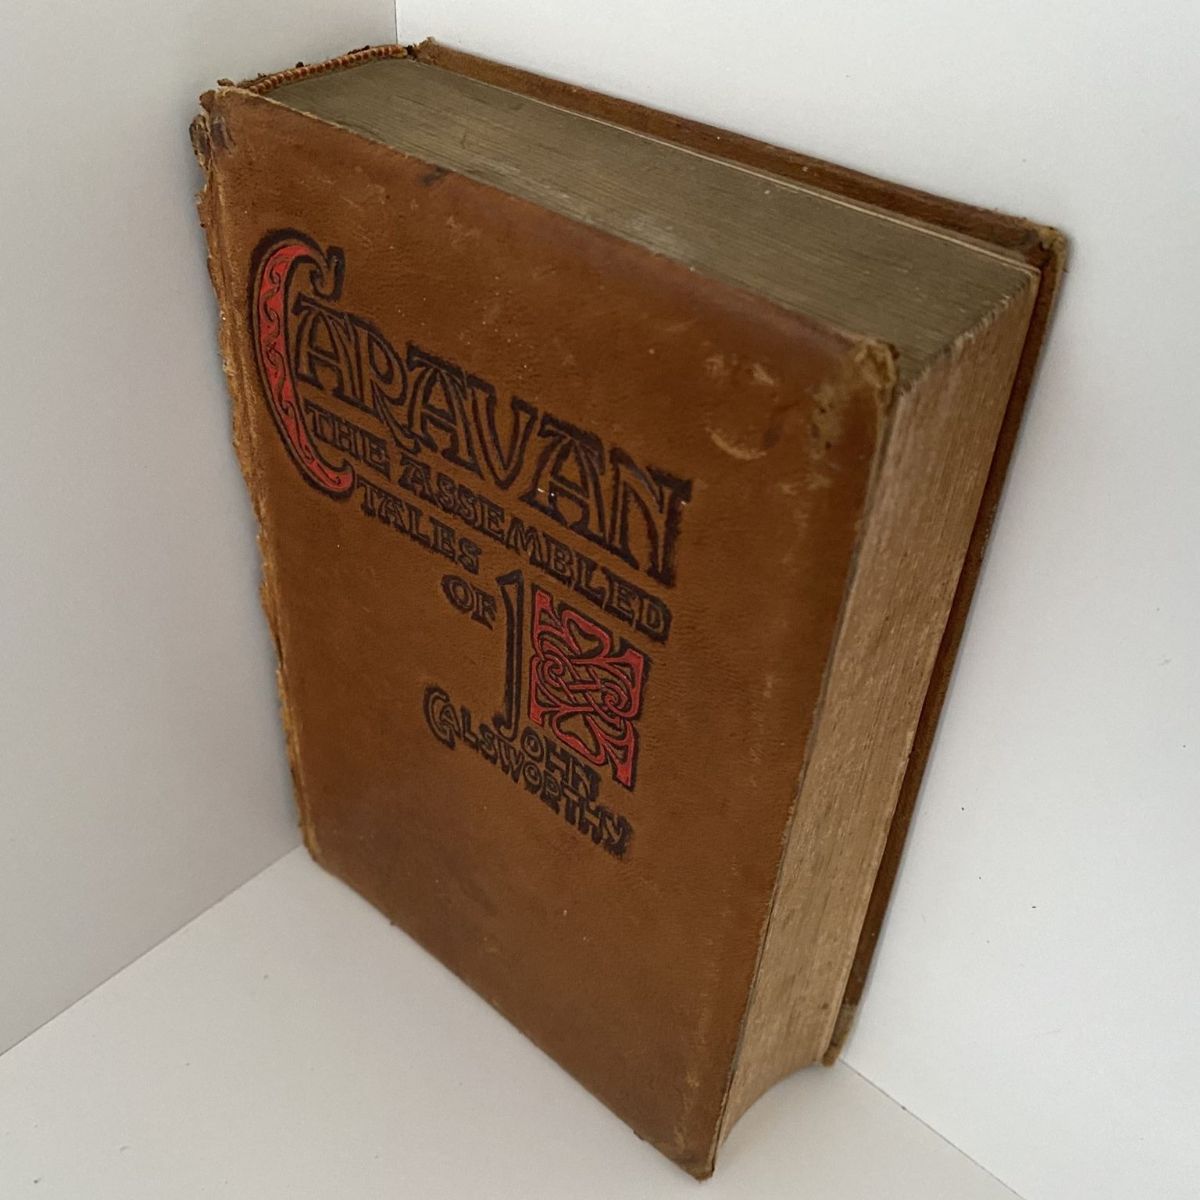 CARAVAN
THE ASSEMBLED
TALES
OF
JOHN
GALSWORTHY